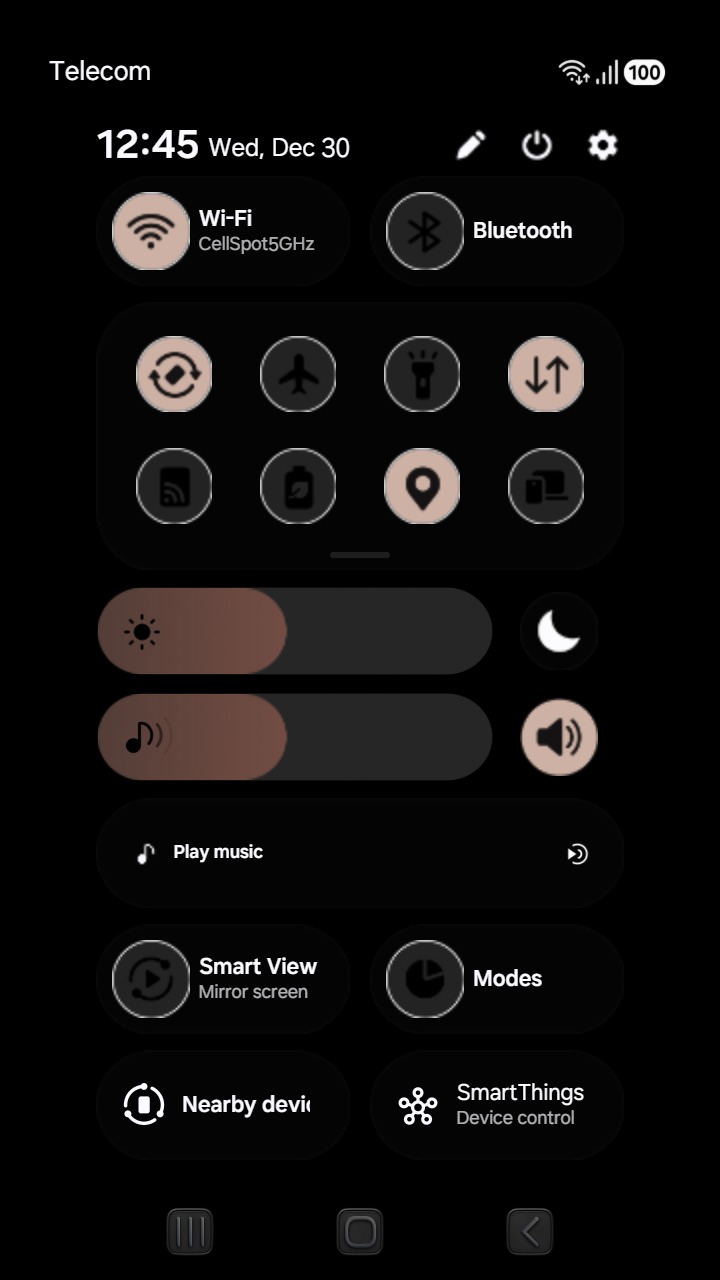 Telecom
100
12:45 Wed, Dec 30
Wi-Fi
CellSpot5GHz
Bluetooth
Play music
Smart View
Mirror screen
Modes
Nearby devi
SmartThings
Device control